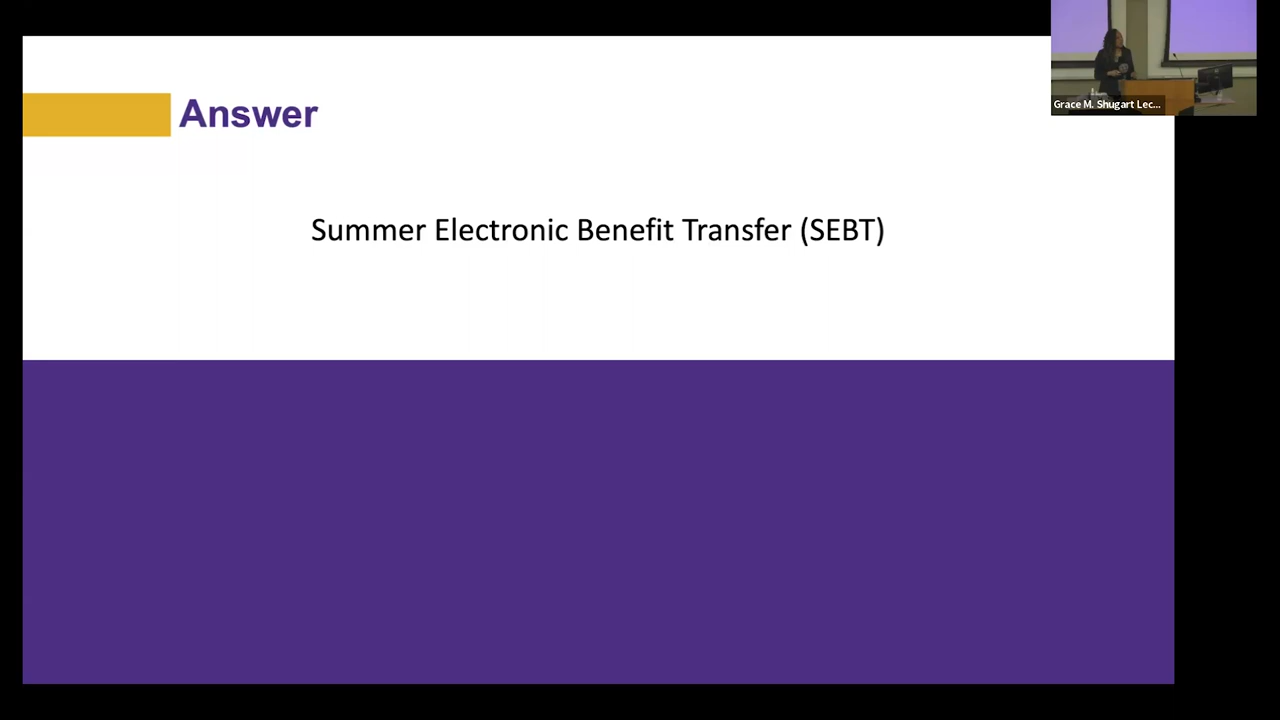 Grace M. Shugart Lec...
Answer
Summer Electronic Benefit Transfer (SEBT)